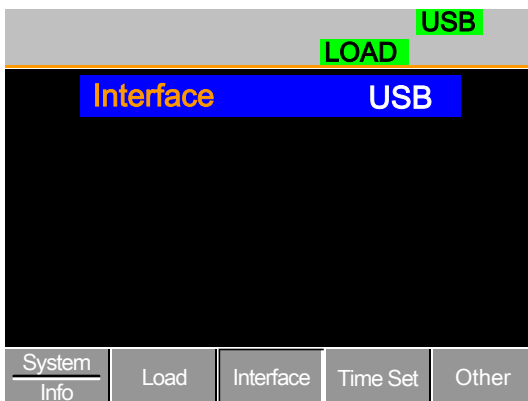 USB
LOAD
Interface USB
System
Info
Load
Interface
Time Set
Other